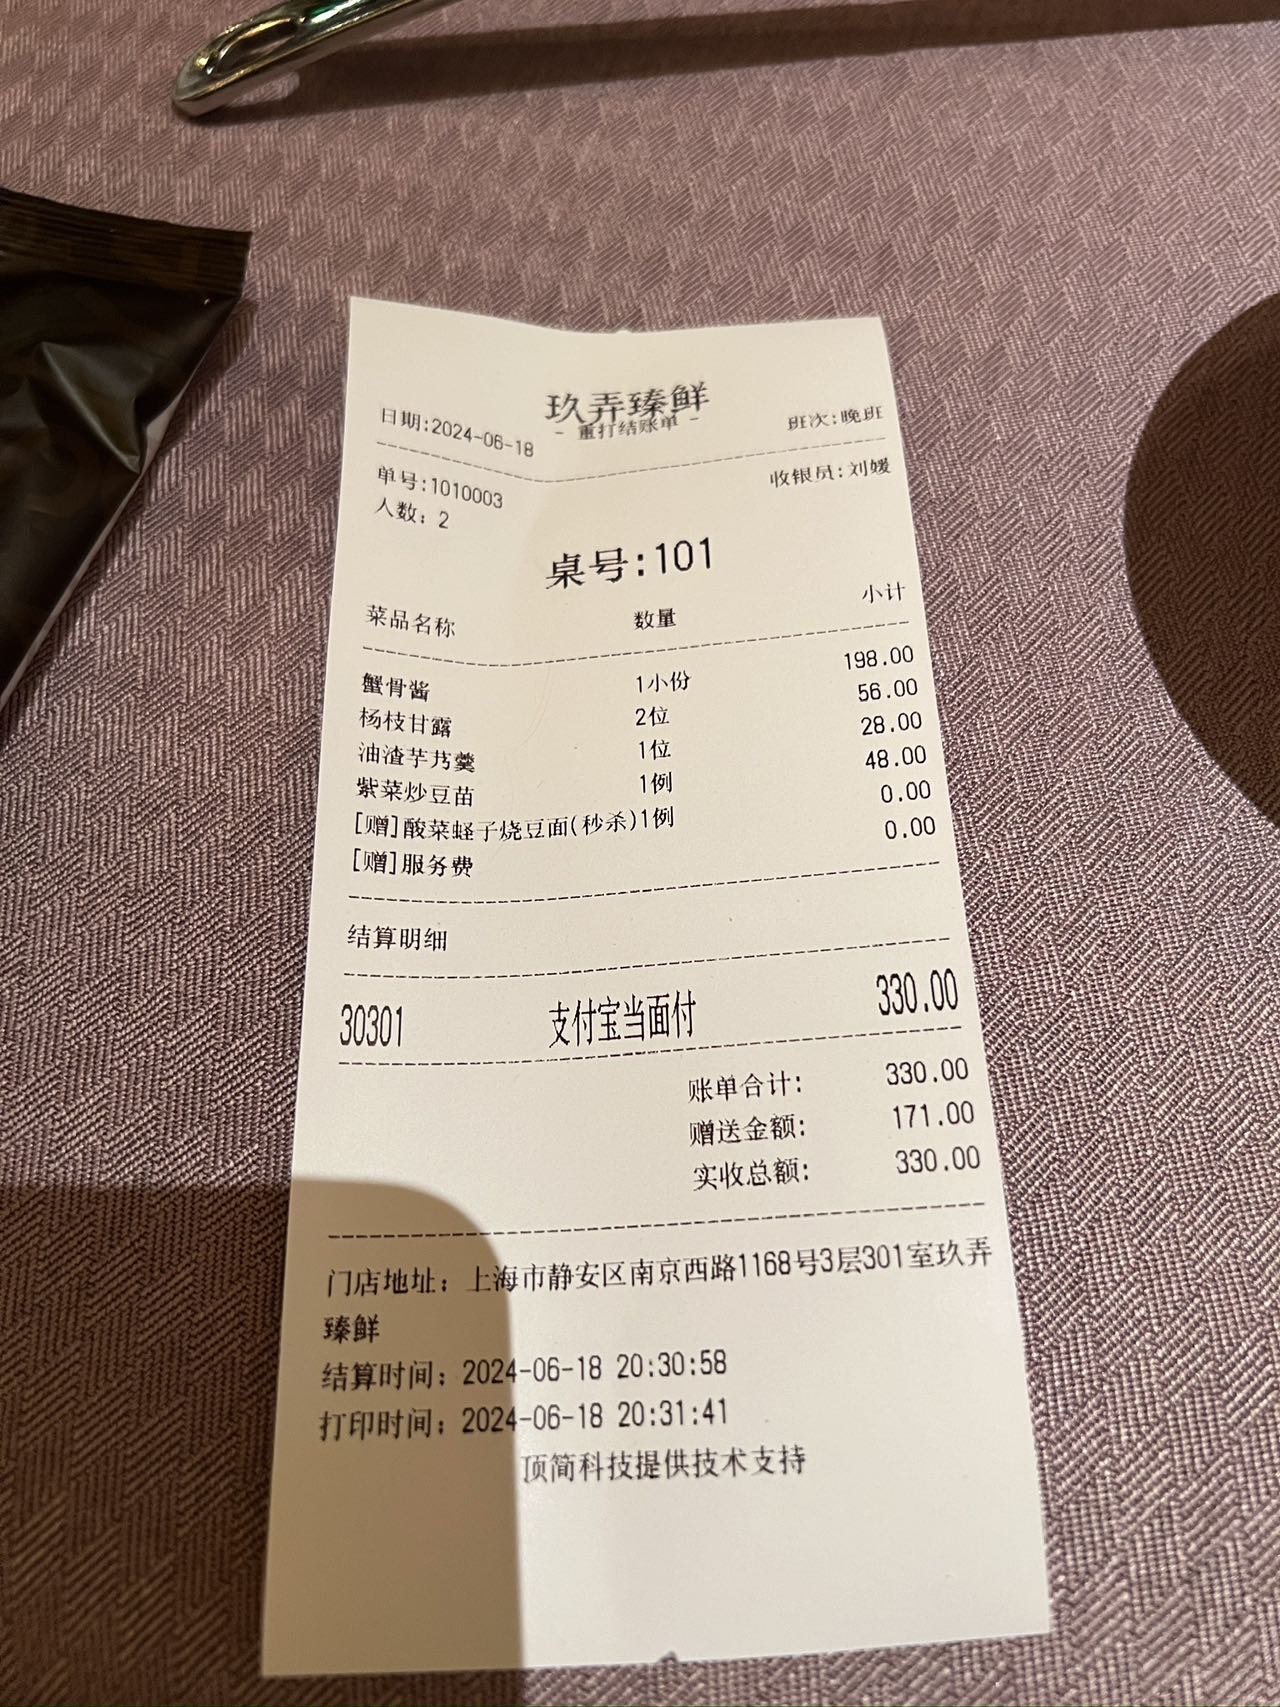 玖弄臻鲜
- 重打结账单 -
日期:2024-06-18 班次:晚班
单号:1010003 收银员:刘媛
人数: 2
桌号:101
菜品名称 数量 小计
蟹骨酱 1小份 198.00
杨枝甘露 2位 56.00
油渣芋艿羹 1位 28.00
紫菜炒豆苗 1例 48.00
[赠]酸菜蛏子烧豆面(秒杀)1例 0.00
[赠]服务费 0.00
结算明细
30301 支付宝当面付 330.00
账单合计: 330.00
赠送金额: 171.00
实收总额: 330.00
门店地址: 上海市静安区南京西路1168号3层301室玖弄
臻鲜
结算时间: 2024-06-18 20:30:58
打印时间: 2024-06-18 20:31:41
顶简科技提供技术支持